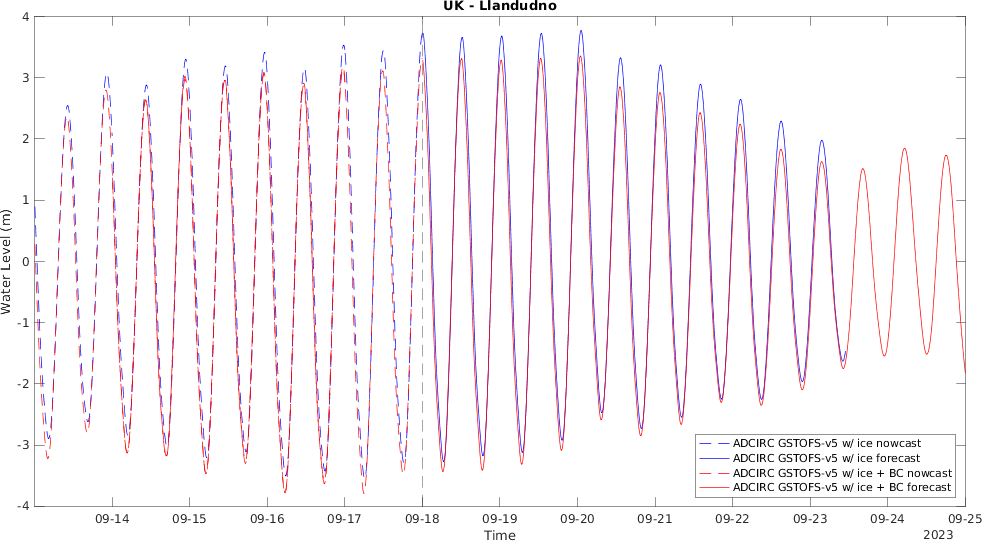 UK - Llandudno
4
3
2
1
0
-1
-2
-3
-4
Water Level (m)
ADCIRC GSTOFS-v5 w/ ice nowcast
ADCIRC GSTOFS-v5 w/ ice forecast
ADCIRC GSTOFS-v5 w/ ice + BC nowcast
ADCIRC GSTOFS-v5 w/ ice + BC forecast
09-14 09-15 09-16 09-17 09-18 09-19 09-20 09-21 09-22 09-23 09-24 09-25
Time
2023